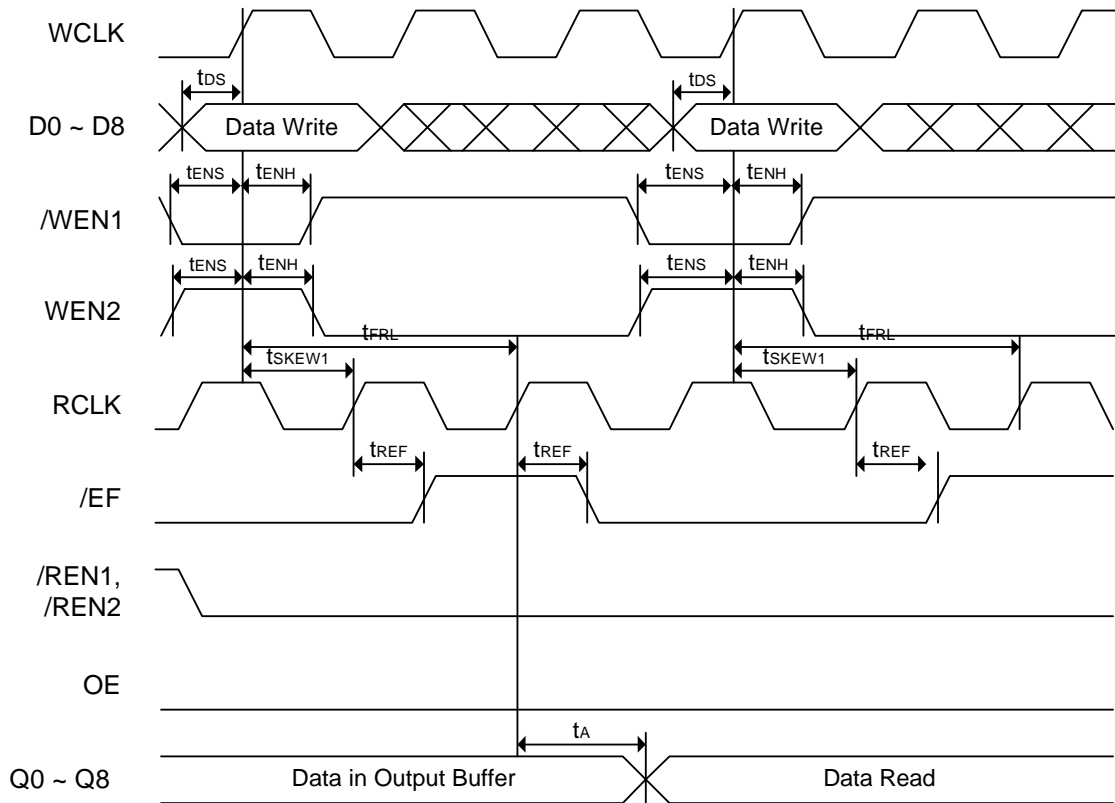 WCLK
tDS tDS
D0 ~ D8 Data Write Data Write
tENS tENH tENS tENH
/WEN1
tENS tENH tENS tENH
WEN2
tFRL tFRL
tSKEW1 tSKEW1
RCLK
tREF tREF tREF
/EF
/REN1,
/REN2
OE
tA
Q0 ~ Q8 Data in Output Buffer Data Read